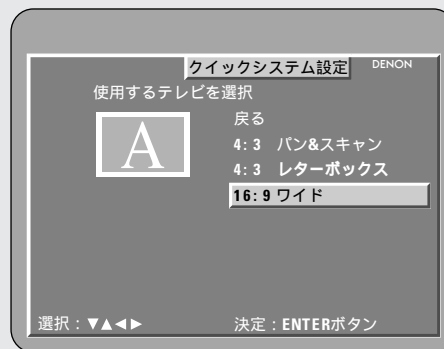 クイックシステム設定 DENON
使用するテレビを選択
A
戻る
4:3 パン&スキャン
4:3 レターボックス
16:9 ワイド
選択：▼▲◀▶ 決定：ENTERボタン